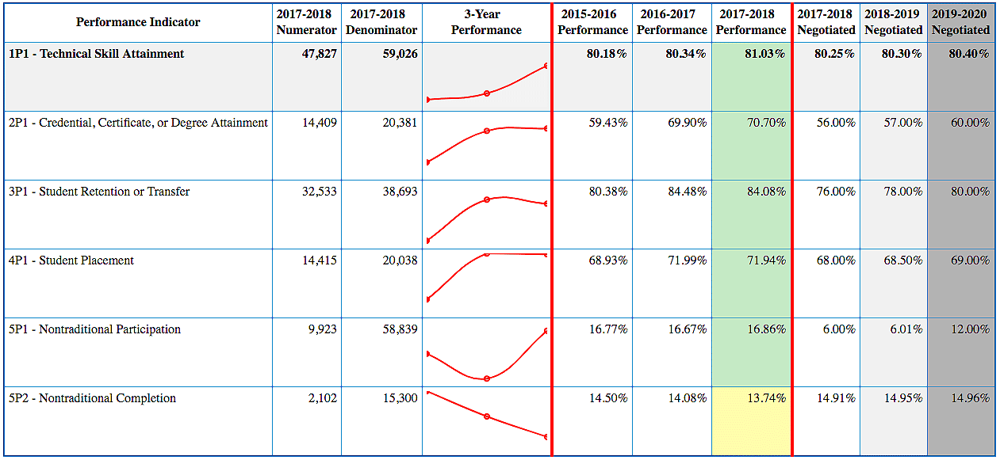 Performance Indicator 2017-2018 Numerator 2017-2018 Denominator 3-Year Performance 2015-2016 Performance 2016-2017 Performance 2017-2018 Performance 2017-2018 Negotiated 2018-2019 Negotiated 2019-2020 Negotiated
1P1 - Technical Skill Attainment 47,827 59,026 80.18% 80.34% 81.03% 80.25% 80.30% 80.40%
2P1 - Credential, Certificate, or Degree Attainment 14,409 20,381 59.43% 69.90% 70.70% 56.00% 57.00% 60.00%
3P1 - Student Retention or Transfer 32,533 38,693 80.38% 84.48% 84.08% 76.00% 78.00% 80.00%
4P1 - Student Placement 14,415 20,038 68.93% 71.99% 71.94% 68.00% 68.50% 69.00%
5P1 - Nontraditional Participation 9,923 58,839 16.77% 16.67% 16.86% 6.00% 6.01% 12.00%
5P2 - Nontraditional Completion 2,102 15,300 14.50% 14.08% 13.74% 14.91% 14.95% 14.96%